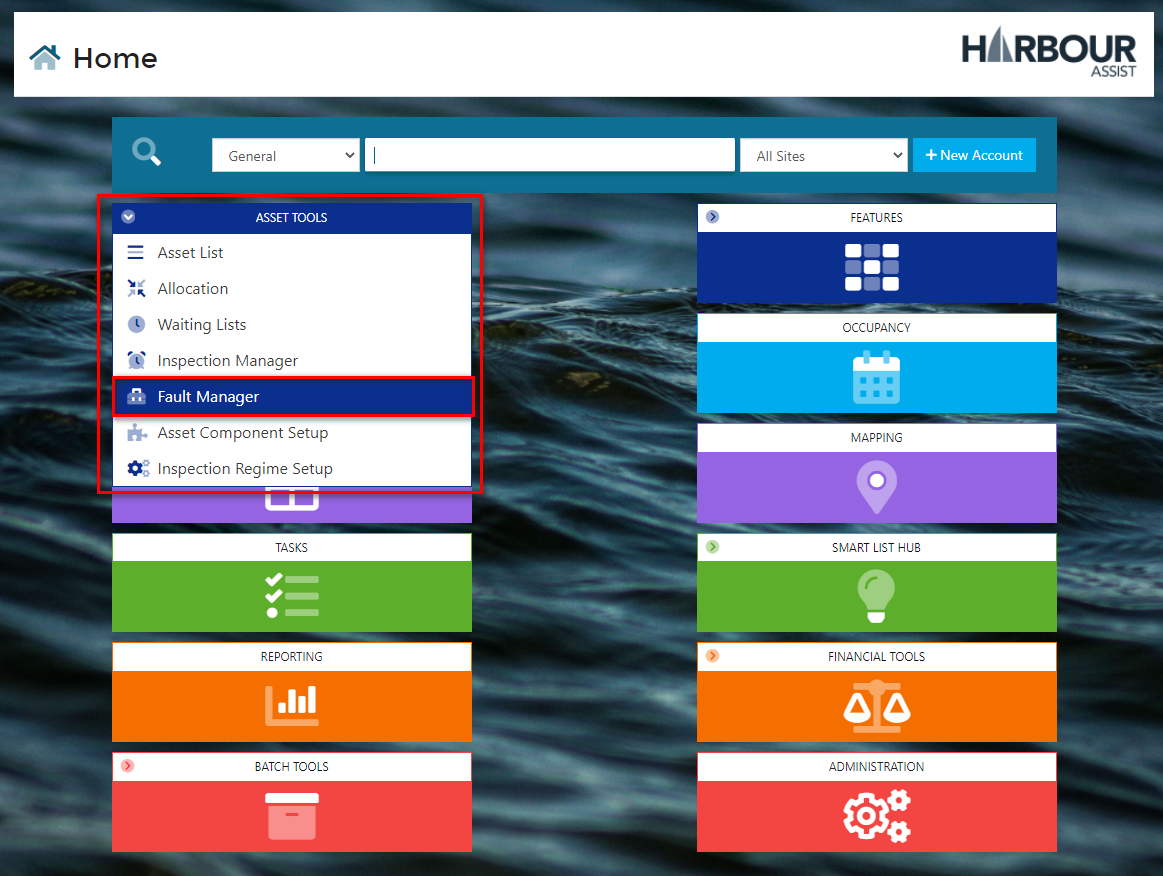 Home
HARBOUR
ASSIST
General
All Sites
New Account
ASSET TOOLS
Asset List
Allocation
Waiting Lists
Inspection Manager
Fault Manager
Asset Component Setup
Inspection Regime Setup
TASKS
REPORTING
BATCH TOOLS
FEATURES
OCCUPANCY
MAPPING
SMART LIST HUB
FINANCIAL TOOLS
ADMINISTRATION